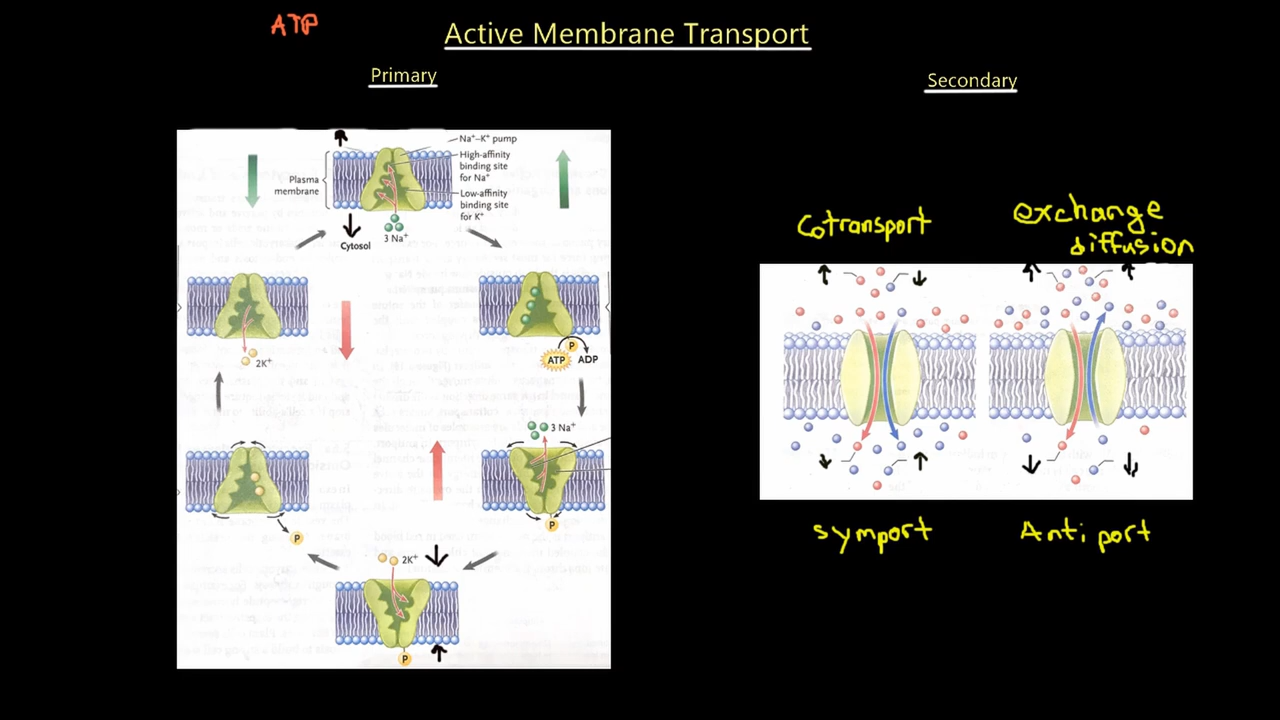 ATP
Active Membrane Transport
Primary
Secondary
Na⁺–K⁺ pump
High-affinity
binding site
for Na⁺
Low-affinity
binding site
for K⁺
Plasma
membrane
3 Na⁺
Cytosol
2K⁺
P
ATP
ADP
3 Na⁺
P
P
2K⁺
P
Cotransport
exchange
diffusion
symport
Antiport